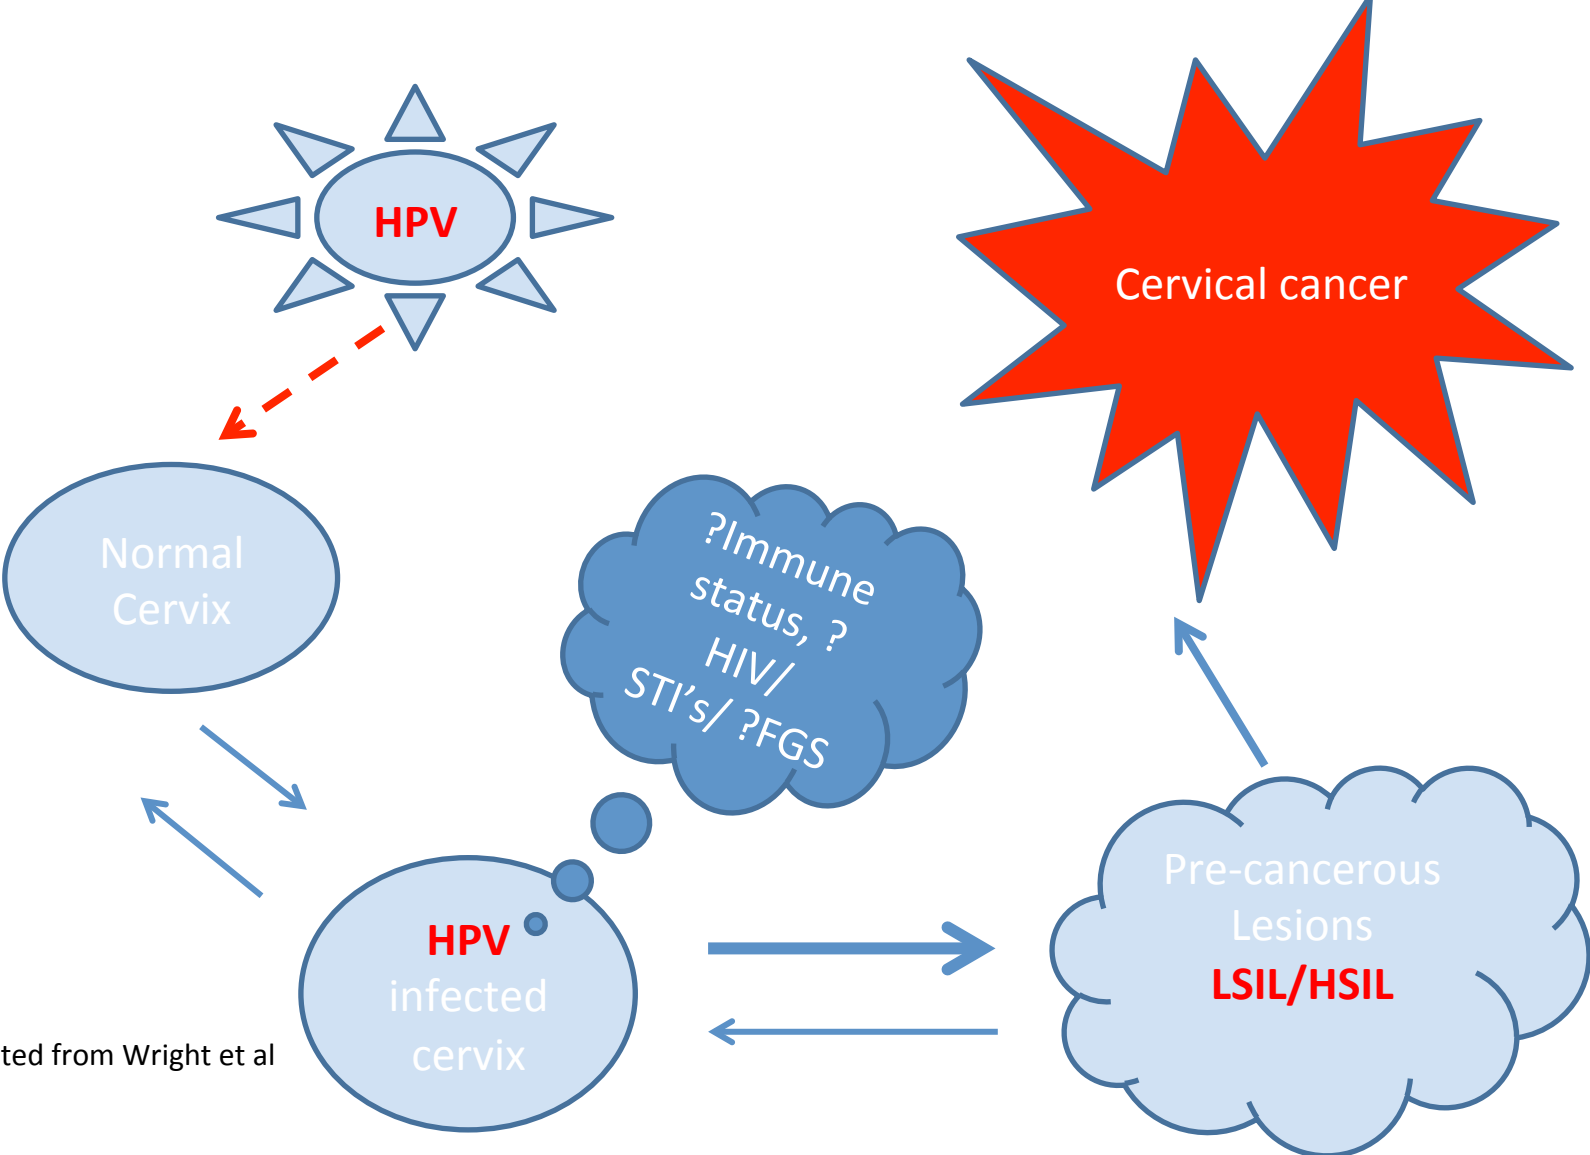 HPV
Cervical cancer
Normal
Cervix
?Immune
status, ?
HIV/
STI’s/ ?FGS
HPV
infected
cervix
Pre-cancerous
Lesions
LSIL/HSIL
ted from Wright et al